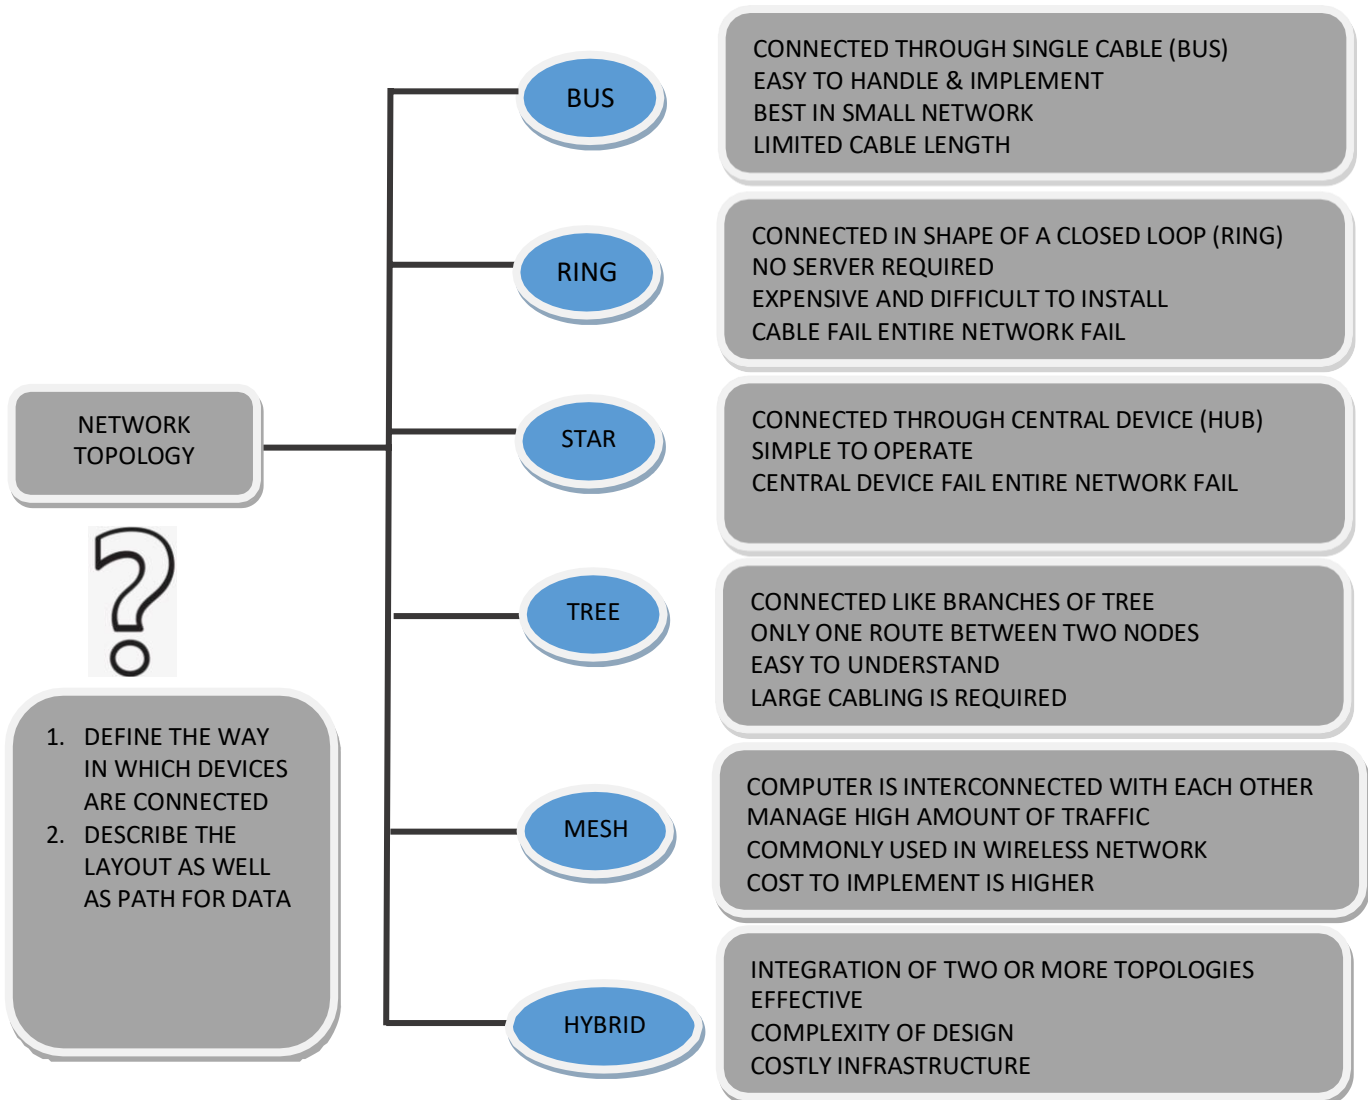 NETWORK
TOPOLOGY
?
1. DEFINE THE WAY
IN WHICH DEVICES
ARE CONNECTED
2. DESCRIBE THE
LAYOUT AS WELL
AS PATH FOR DATA
BUS
CONNECTED THROUGH SINGLE CABLE (BUS)
EASY TO HANDLE & IMPLEMENT
BEST IN SMALL NETWORK
LIMITED CABLE LENGTH
RING
CONNECTED IN SHAPE OF A CLOSED LOOP (RING)
NO SERVER REQUIRED
EXPENSIVE AND DIFFICULT TO INSTALL
CABLE FAIL ENTIRE NETWORK FAIL
STAR
CONNECTED THROUGH CENTRAL DEVICE (HUB)
SIMPLE TO OPERATE
CENTRAL DEVICE FAIL ENTIRE NETWORK FAIL
TREE
CONNECTED LIKE BRANCHES OF TREE
ONLY ONE ROUTE BETWEEN TWO NODES
EASY TO UNDERSTAND
LARGE CABLING IS REQUIRED
MESH
COMPUTER IS INTERCONNECTED WITH EACH OTHER
MANAGE HIGH AMOUNT OF TRAFFIC
COMMONLY USED IN WIRELESS NETWORK
COST TO IMPLEMENT IS HIGHER
HYBRID
INTEGRATION OF TWO OR MORE TOPOLOGIES
EFFECTIVE
COMPLEXITY OF DESIGN
COSTLY INFRASTRUCTURE